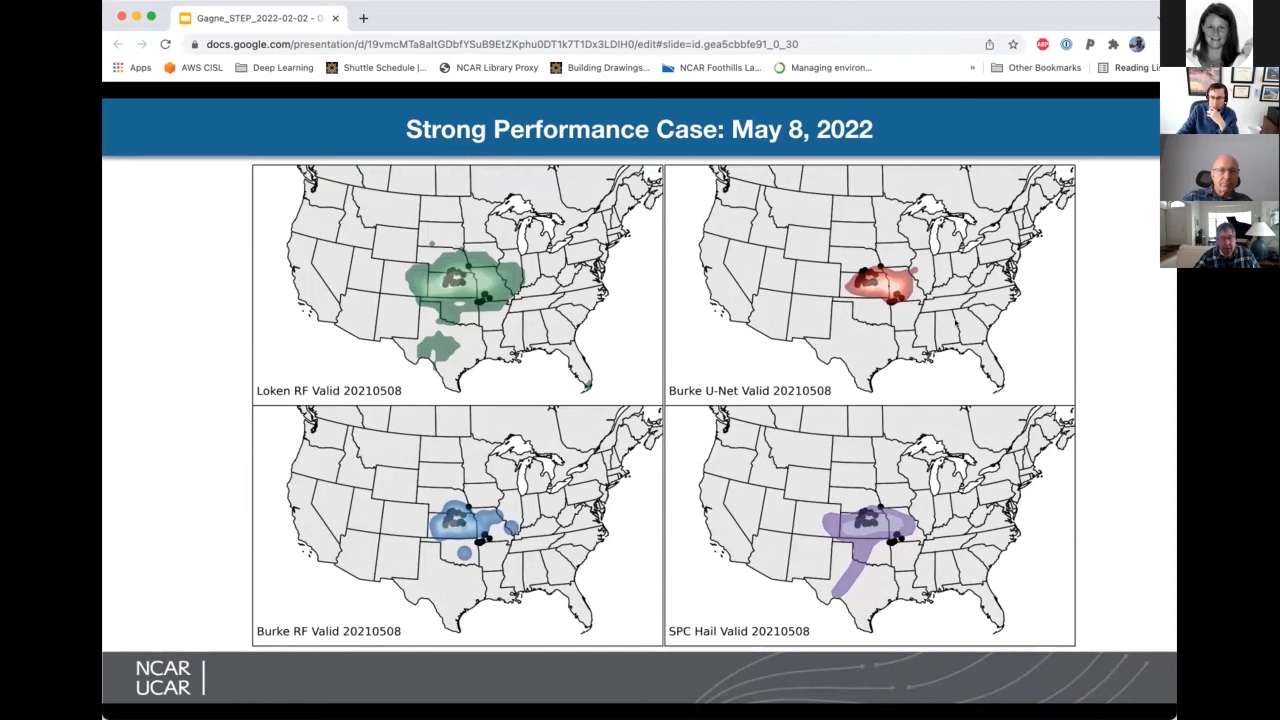 Gagne_STEP_2022-02-02 - G
docs.google.com/presentation/d/19vmcMTa8altGDbfYSuB9EtZKphu0DT1k7T1Dx3LDIH0/edit#slide=id.gea5cbbfe91_0_30
ABP
Apps
AWS CISL
Deep Learning
Shuttle Schedule |...
NCAR Library Proxy
Building Drawings...
NCAR Foothills La...
Managing environ...
»
Other Bookmarks
Reading Li
Strong Performance Case: May 8, 2022
Loken RF Valid 20210508
Burke U-Net Valid 20210508
Burke RF Valid 20210508
SPC Hail Valid 20210508
NCAR
UCAR